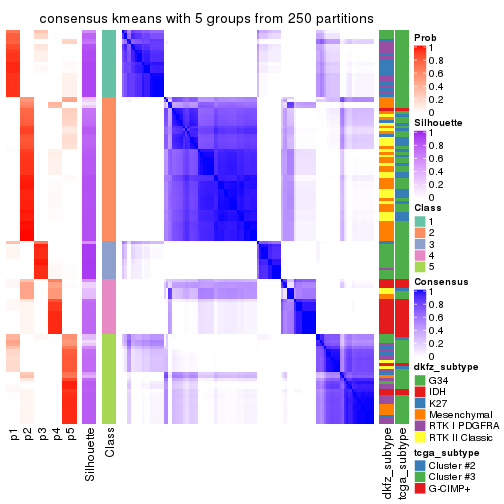 consensus kmeans with 5 groups from 250 partitions
Prob
1
0.8
0.6
0.4
0.2
0
Silhouette
1
0.8
0.6
0.4
0.2
0
Class
1
2
3
4
5
Consensus
1
0.8
0.6
0.4
0.2
0
dkfz_subtype
G34
IDH
K27
Mesenchymal
RTK I PDGFRA
RTK II Classic
tcga_subtype
Cluster #2
Cluster #3
G-CIMP+
p1
p2
p3
p4
p5
Silhouette
Class
dkfz_subtype
tcga_subtype